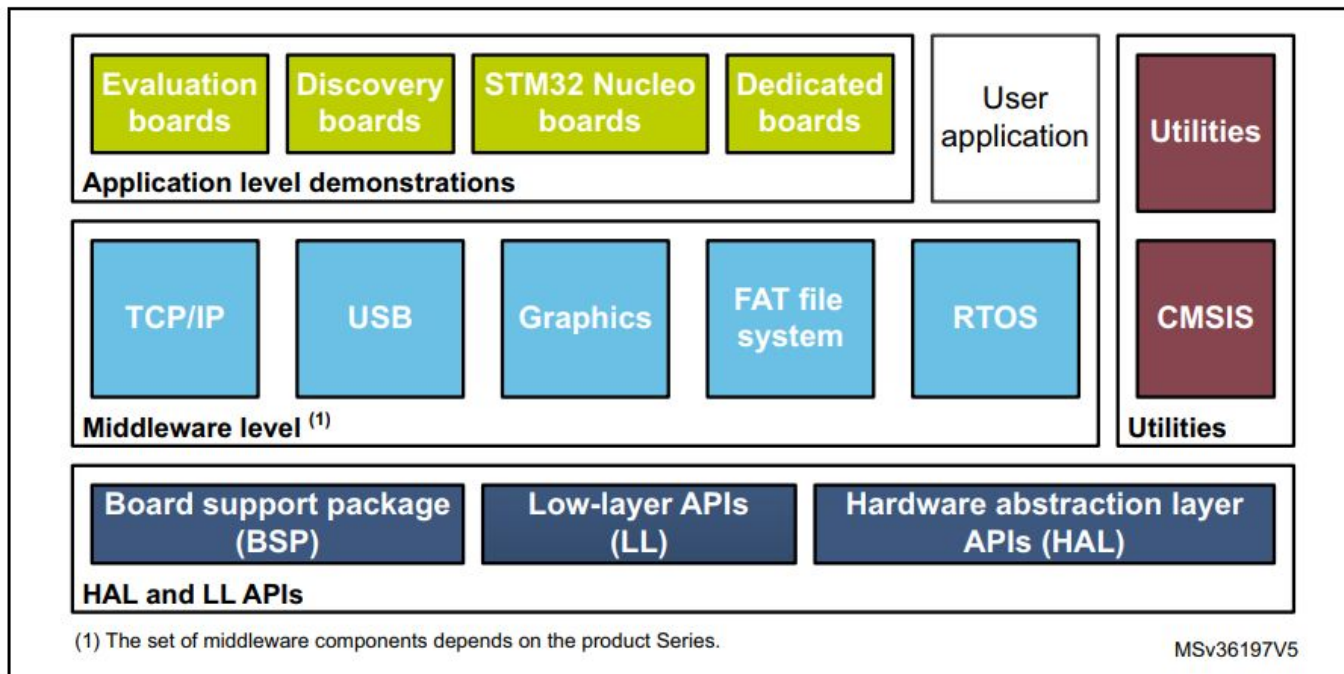 Evaluation
boards
Discovery
boards
STM32 Nucleo
boards
Dedicated
boards
Application level demonstrations
User
application
Utilities
TCP/IP
USB
Graphics
FAT file
system
RTOS
Middleware level (1)
CMSIS
Utilities
Board support package
(BSP)
Low-layer APIs
(LL)
Hardware abstraction layer
APIs (HAL)
HAL and LL APIs
(1) The set of middleware components depends on the product Series.
MSv36197V5